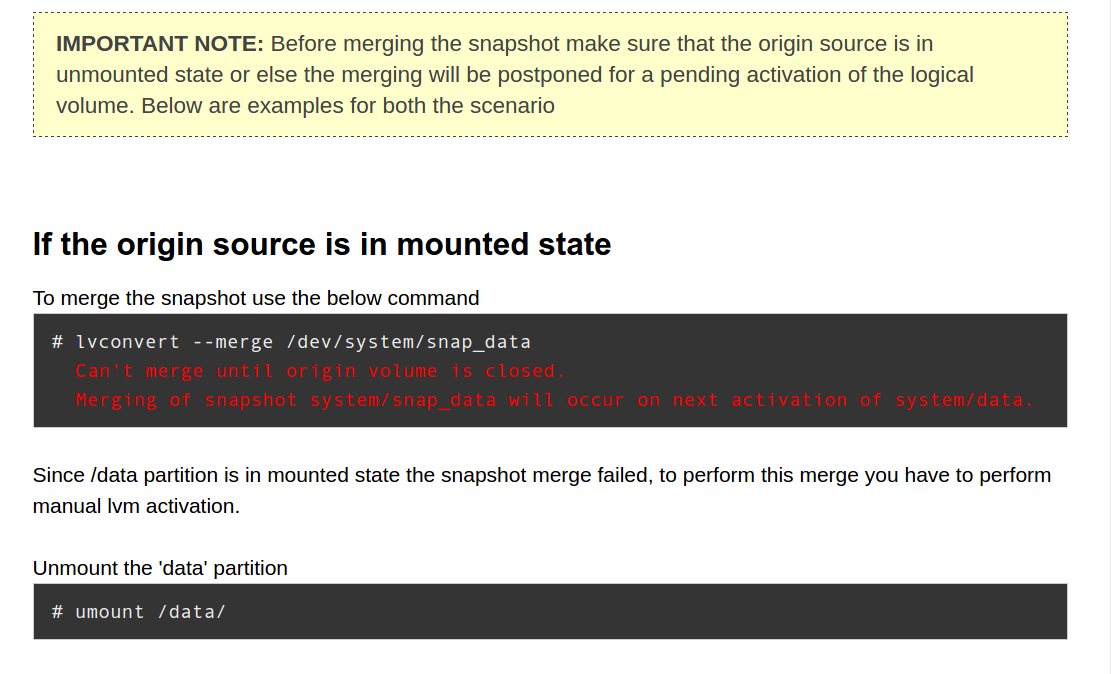 IMPORTANT NOTE: Before merging the snapshot make sure that the origin source is in
unmounted state or else the merging will be postponed for a pending activation of the logical
volume. Below are examples for both the scenario
If the origin source is in mounted state
To merge the snapshot use the below command
# lvconvert --merge /dev/system/snap_data
Can't merge until origin volume is closed.
Merging of snapshot system/snap_data will occur on next activation of system/data.
Since /data partition is in mounted state the snapshot merge failed, to perform this merge you have to perform
manual lvm activation.
Unmount the 'data' partition
# umount /data/